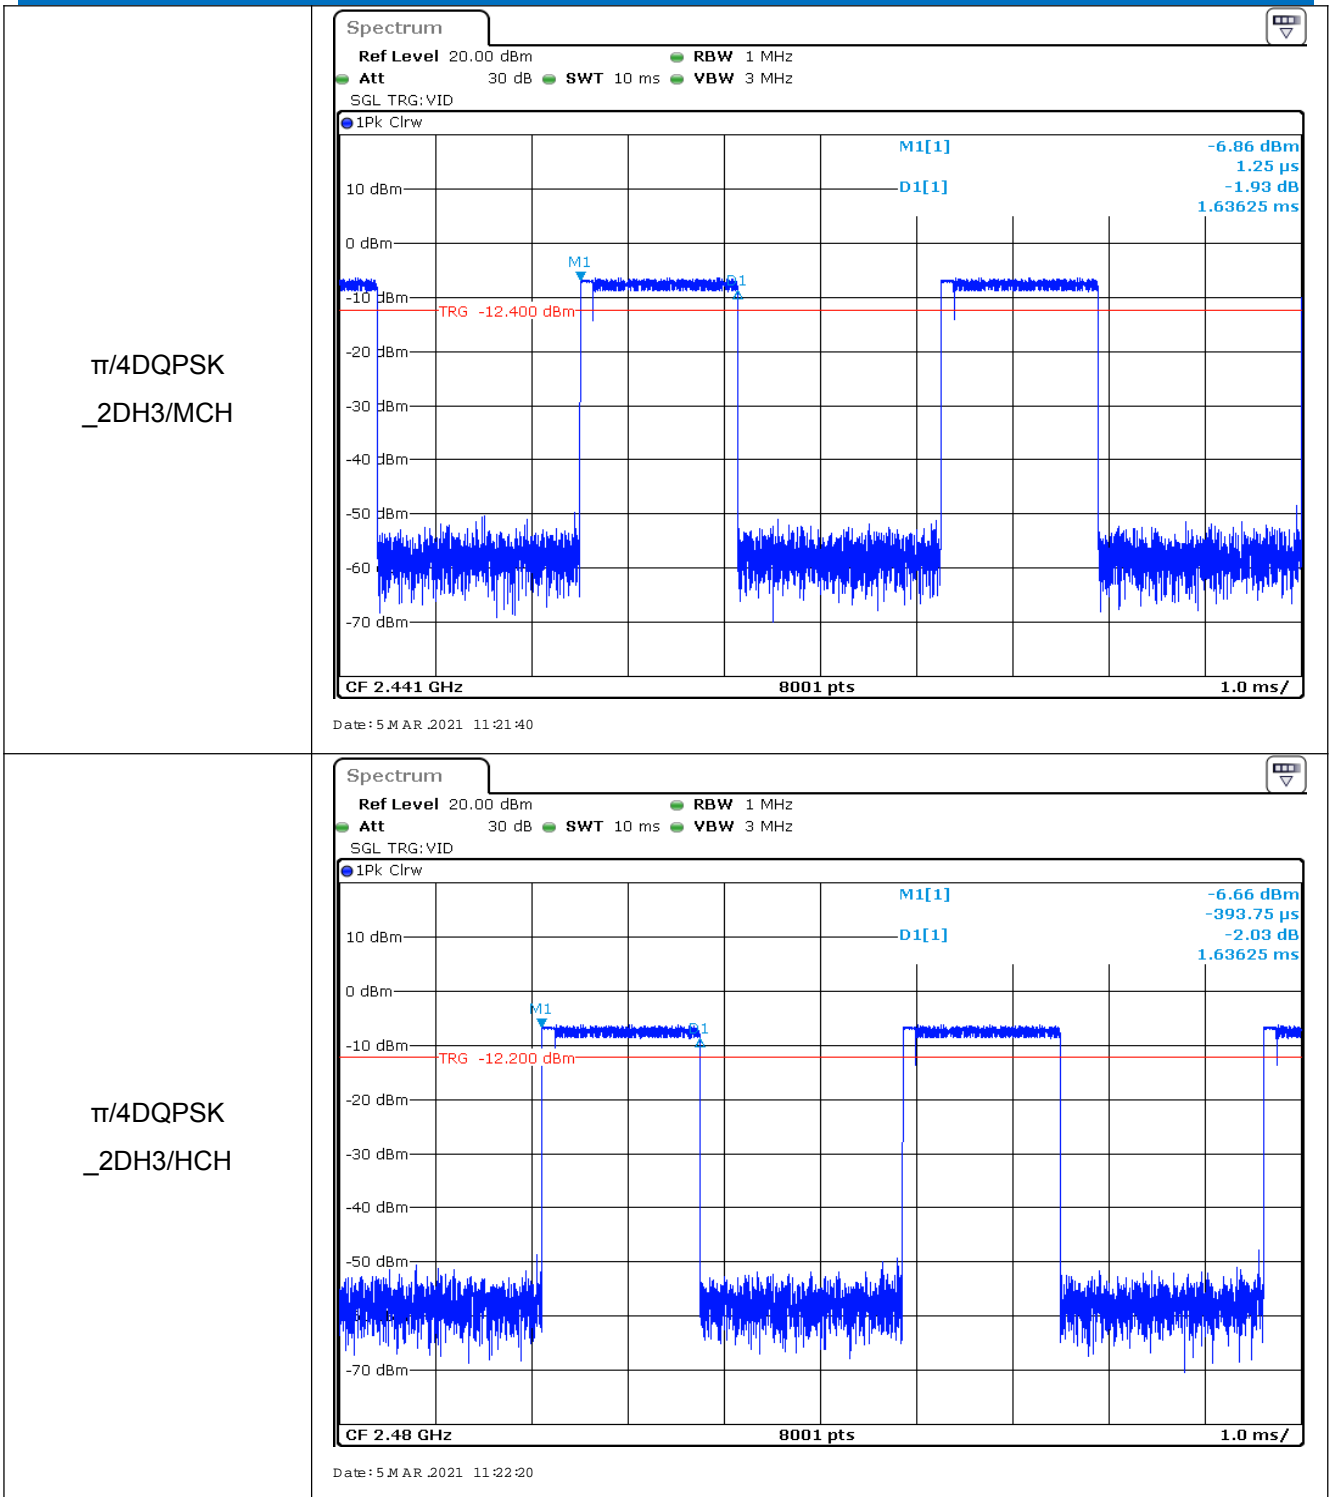 π/4DQPSK
_2DH3/MCH
Spectrum
Ref Level 20.00 dBm RBW 1 MHz
Att 30 dB SWT 10 ms VBW 3 MHz
SGL TRG:VID
1Pk Clrw
M1[1] -6.86 dBm
1.25 µs
10 dBm D1[1] -1.93 dB
1.63625 ms
0 dBm
M1
D1
-10 dBm
TRG -12.400 dBm
-20 dBm
-30 dBm
-40 dBm
-50 dBm
-60
-70 dBm
CF 2.441 GHz 8001 pts 1.0 ms/
Date: 5.MAR.2021 11:21:40
π/4DQPSK
_2DH3/HCH
Spectrum
Ref Level 20.00 dBm RBW 1 MHz
Att 30 dB SWT 10 ms VBW 3 MHz
SGL TRG:VID
1Pk Clrw
M1[1] -6.66 dBm
-393.75 µs
10 dBm D1[1] -2.03 dB
1.63625 ms
0 dBm
M1
D1
-10 dBm
TRG -12.200 dBm
-20 dBm
-30 dBm
-40 dBm
-50 dBm
-70 dBm
CF 2.48 GHz 8001 pts 1.0 ms/
Date: 5.MAR.2021 11:22:20